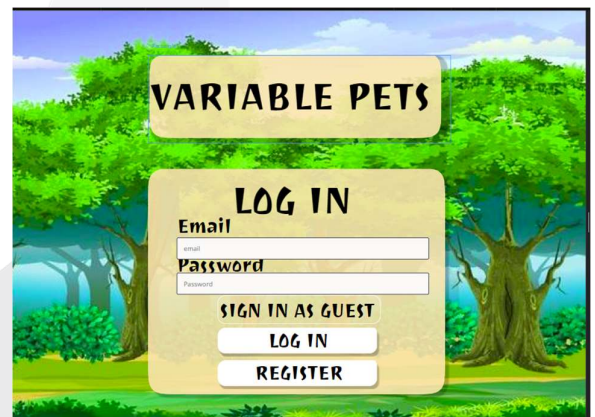 VARIABLE PETS
LOG IN
Email
email
Password
Password
SIGN IN AS GUEST
LOG IN
REGISTER